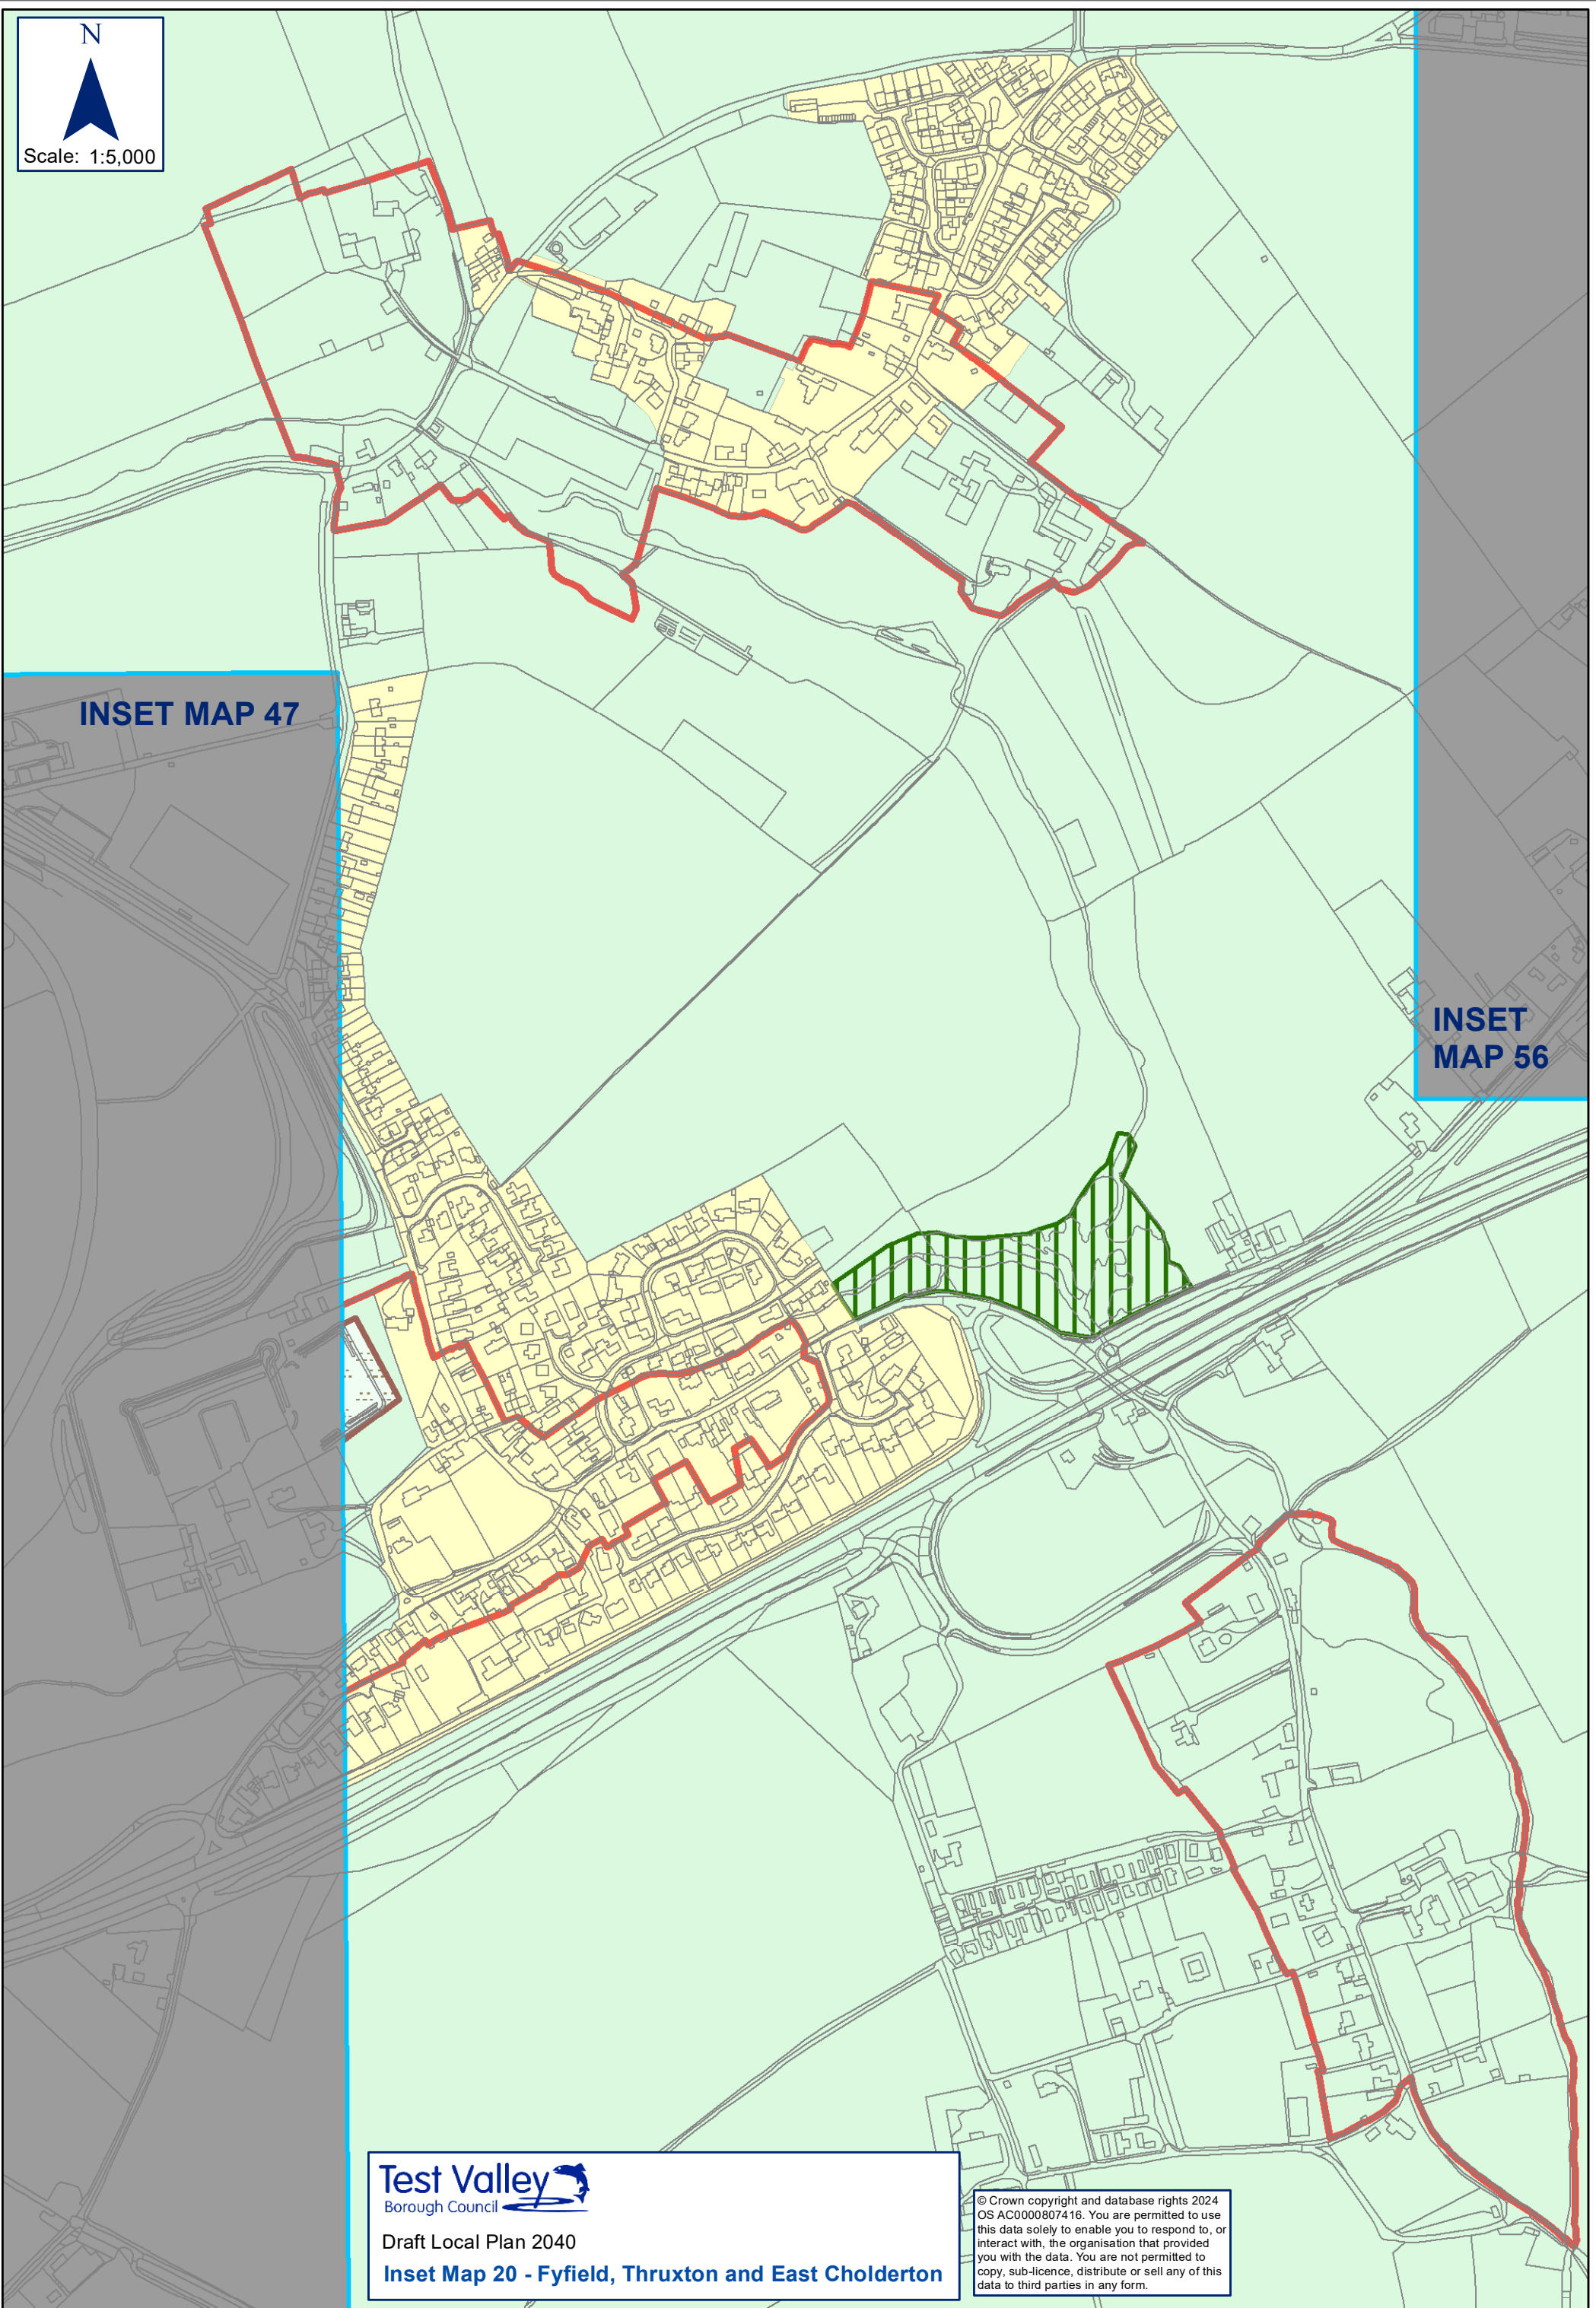 N
Scale: 1:5,000
INSET MAP 47
INSET
MAP 56
Test Valley
Borough Council
Draft Local Plan 2040
Inset Map 20 - Fyfield, Thruxton and East Cholderton
© Crown copyright and database rights 2024
OS AC0000807416. You are permitted to use
this data solely to enable you to respond to, or
interact with, the organisation that provided
you with the data. You are not permitted to
copy, sub-licence, distribute or sell any of this
data to third parties in any form.